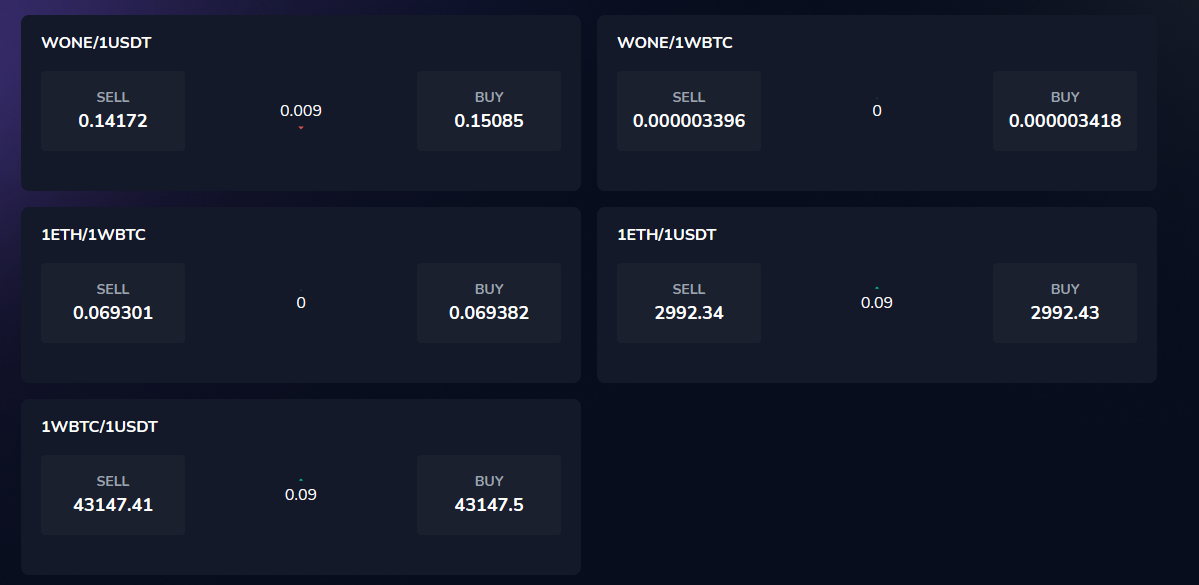 WONE/1USDT
SELL
0.14172
0.009
BUY
0.15085
WONE/1WBTC
SELL
0.000003396
0
BUY
0.000003418
1ETH/1WBTC
SELL
0.069301
0
BUY
0.069382
1ETH/1USDT
SELL
2992.34
0.09
BUY
2992.43
1WBTC/1USDT
SELL
43147.41
0.09
BUY
43147.5